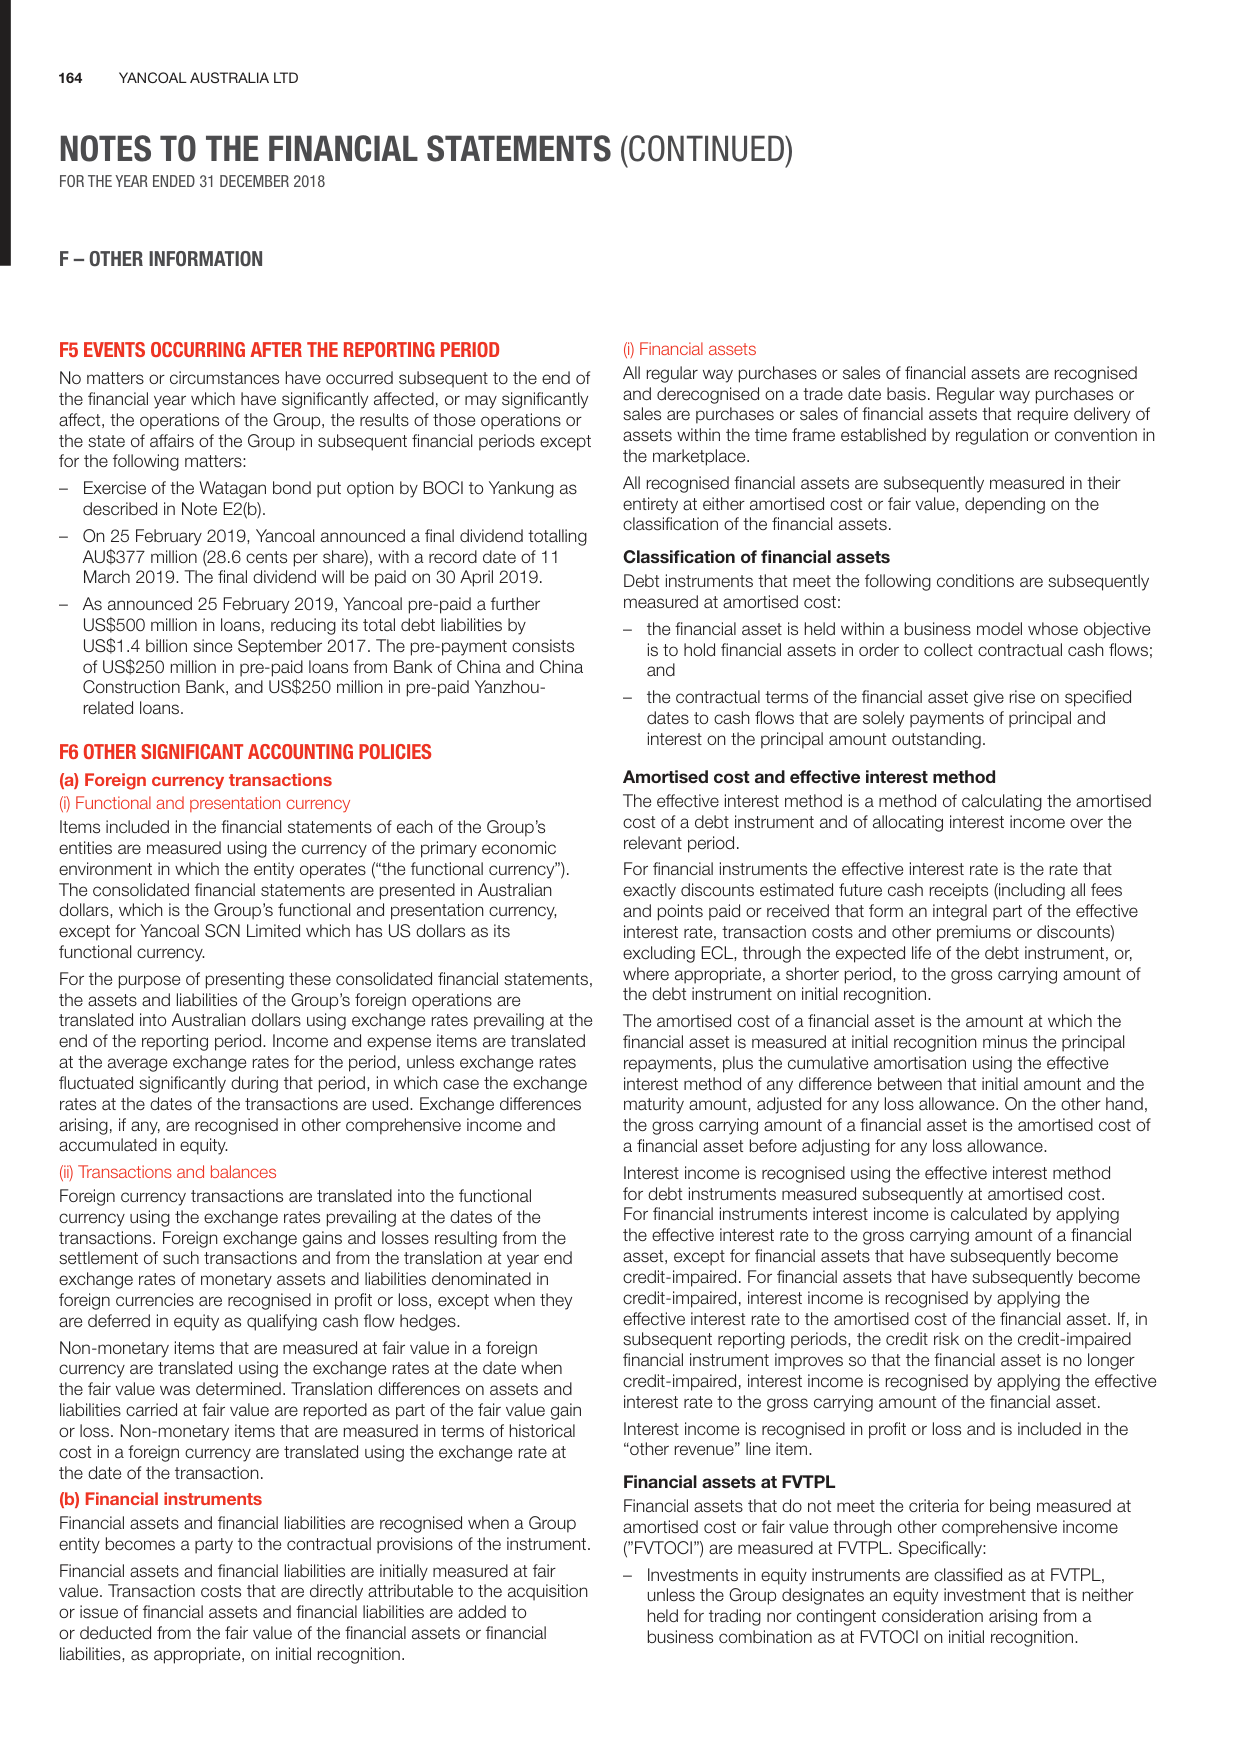 164 YANCOAL AUSTRALIA LTD
NOTES TO THE FINANCIAL STATEMENTS (CONTINUED)
FOR THE YEAR ENDED 31 DECEMBER 2018
F – OTHER INFORMATION
F5 EVENTS OCCURRING AFTER THE REPORTING PERIOD
No matters or circumstances have occurred subsequent to the end of
the financial year which have significantly affected, or may significantly
affect, the operations of the Group, the results of those operations or
the state of affairs of the Group in subsequent financial periods except
for the following matters:
– Exercise of the Watagan bond put option by BOCI to Yankung as
described in Note E2(b).
– On 25 February 2019, Yancoal announced a final dividend totalling
AU$377 million (28.6 cents per share), with a record date of 11
March 2019. The final dividend will be paid on 30 April 2019.
– As announced 25 February 2019, Yancoal pre-paid a further
US$500 million in loans, reducing its total debt liabilities by
US$1.4 billion since September 2017. The pre-payment consists
of US$250 million in pre-paid loans from Bank of China and China
Construction Bank, and US$250 million in pre-paid Yanzhou-
related loans.
F6 OTHER SIGNIFICANT ACCOUNTING POLICIES
(a) Foreign currency transactions
(i) Functional and presentation currency
Items included in the financial statements of each of the Group's
entities are measured using the currency of the primary economic
environment in which the entity operates (“the functional currency”).
The consolidated financial statements are presented in Australian
dollars, which is the Group's functional and presentation currency,
except for Yancoal SCN Limited which has US dollars as its
functional currency.
For the purpose of presenting these consolidated financial statements,
the assets and liabilities of the Group's foreign operations are
translated into Australian dollars using exchange rates prevailing at the
end of the reporting period. Income and expense items are translated
at the average exchange rates for the period, unless exchange rates
fluctuated significantly during that period, in which case the exchange
rates at the dates of the transactions are used. Exchange differences
arising, if any, are recognised in other comprehensive income and
accumulated in equity.
(ii) Transactions and balances
Foreign currency transactions are translated into the functional
currency using the exchange rates prevailing at the dates of the
transactions. Foreign exchange gains and losses resulting from the
settlement of such transactions and from the translation at year end
exchange rates of monetary assets and liabilities denominated in
foreign currencies are recognised in profit or loss, except when they
are deferred in equity as qualifying cash flow hedges.
Non-monetary items that are measured at fair value in a foreign
currency are translated using the exchange rates at the date when
the fair value was determined. Translation differences on assets and
liabilities carried at fair value are reported as part of the fair value gain
or loss. Non-monetary items that are measured in terms of historical
cost in a foreign currency are translated using the exchange rate at
the date of the transaction.
(b) Financial instruments
Financial assets and financial liabilities are recognised when a Group
entity becomes a party to the contractual provisions of the instrument.
Financial assets and financial liabilities are initially measured at fair
value. Transaction costs that are directly attributable to the acquisition
or issue of financial assets and financial liabilities are added to
or deducted from the fair value of the financial assets or financial
liabilities, as appropriate, on initial recognition.
(i) Financial assets
All regular way purchases or sales of financial assets are recognised
and derecognised on a trade date basis. Regular way purchases or
sales are purchases or sales of financial assets that require delivery of
assets within the time frame established by regulation or convention in
the marketplace.
All recognised financial assets are subsequently measured in their
entirety at either amortised cost or fair value, depending on the
classification of the financial assets.
Classification of financial assets
Debt instruments that meet the following conditions are subsequently
measured at amortised cost:
– the financial asset is held within a business model whose objective
is to hold financial assets in order to collect contractual cash flows;
and
– the contractual terms of the financial asset give rise on specified
dates to cash flows that are solely payments of principal and
interest on the principal amount outstanding.
Amortised cost and effective interest method
The effective interest method is a method of calculating the amortised
cost of a debt instrument and of allocating interest income over the
relevant period.
For financial instruments the effective interest rate is the rate that
exactly discounts estimated future cash receipts (including all fees
and points paid or received that form an integral part of the effective
interest rate, transaction costs and other premiums or discounts)
excluding ECL, through the expected life of the debt instrument, or,
where appropriate, a shorter period, to the gross carrying amount of
the debt instrument on initial recognition.
The amortised cost of a financial asset is the amount at which the
financial asset is measured at initial recognition minus the principal
repayments, plus the cumulative amortisation using the effective
interest method of any difference between that initial amount and the
maturity amount, adjusted for any loss allowance. On the other hand,
the gross carrying amount of a financial asset is the amortised cost of
a financial asset before adjusting for any loss allowance.
Interest income is recognised using the effective interest method
for debt instruments measured subsequently at amortised cost.
For financial instruments interest income is calculated by applying
the effective interest rate to the gross carrying amount of a financial
asset, except for financial assets that have subsequently become
credit-impaired. For financial assets that have subsequently become
credit-impaired, interest income is recognised by applying the
effective interest rate to the amortised cost of the financial asset. If, in
subsequent reporting periods, the credit risk on the credit-impaired
financial instrument improves so that the financial asset is no longer
credit-impaired, interest income is recognised by applying the effective
interest rate to the gross carrying amount of the financial asset.
Interest income is recognised in profit or loss and is included in the
“other revenue” line item.
Financial assets at FVTPL
Financial assets that do not meet the criteria for being measured at
amortised cost or fair value through other comprehensive income
(”FVTOCI”) are measured at FVTPL. Specifically:
– Investments in equity instruments are classified as at FVTPL,
unless the Group designates an equity investment that is neither
held for trading nor contingent consideration arising from a
business combination as at FVTOCI on initial recognition.